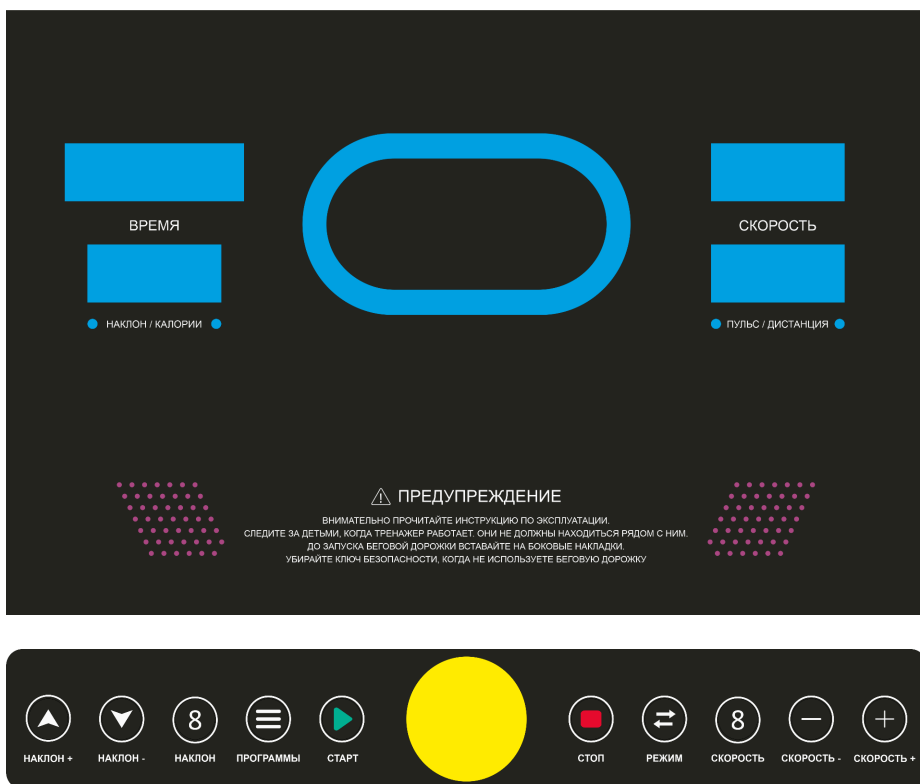 ВРЕМЯ
СКОРОСТЬ
НАКЛОН / КАЛОРИИ
ПУЛЬС / ДИСТАНЦИЯ
ПРЕДУПРЕЖДЕНИЕ
ВНИМАТЕЛЬНО ПРОЧИТАЙТЕ ИНСТРУКЦИЮ ПО ЭКСПЛУАТАЦИИ.
СЛЕДИТЕ ЗА ДЕТЬМИ, КОГДА ТРЕНАЖЕР РАБОТАЕТ. ОНИ НЕ ДОЛЖНЫ НАХОДИТЬСЯ РЯДОМ С НИМ.
ДО ЗАПУСКА БЕГОВОЙ ДОРОЖКИ ВСТАВАЙТЕ НА БОКОВЫЕ НАКЛАДКИ.
УБИРАЙТЕ КЛЮЧ БЕЗОПАСНОСТИ, КОГДА НЕ ИСПОЛЬЗУЕТЕ БЕГОВУЮ ДОРОЖКУ
8
8
НАКЛОН +
НАКЛОН -
НАКЛОН
ПРОГРАММЫ
СТАРТ
СТОП
РЕЖИМ
СКОРОСТЬ
СКОРОСТЬ -
СКОРОСТЬ +